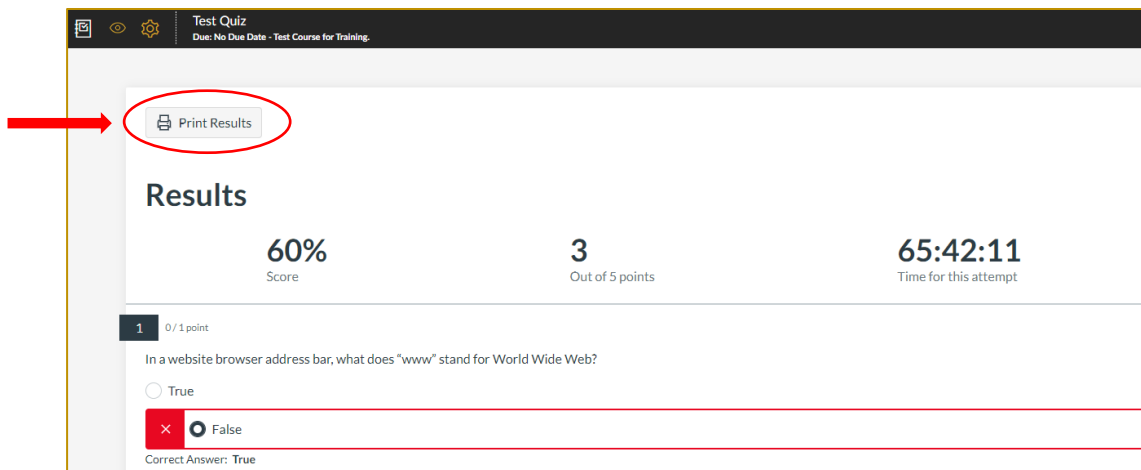 Test Quiz
Due: No Due Date - Test Course for Training.
Print Results
Results
60%
Score
3
Out of 5 points
65:42:11
Time for this attempt
1
0 / 1 point
In a website browser address bar, what does “www” stand for World Wide Web?
True
False
Correct Answer: True